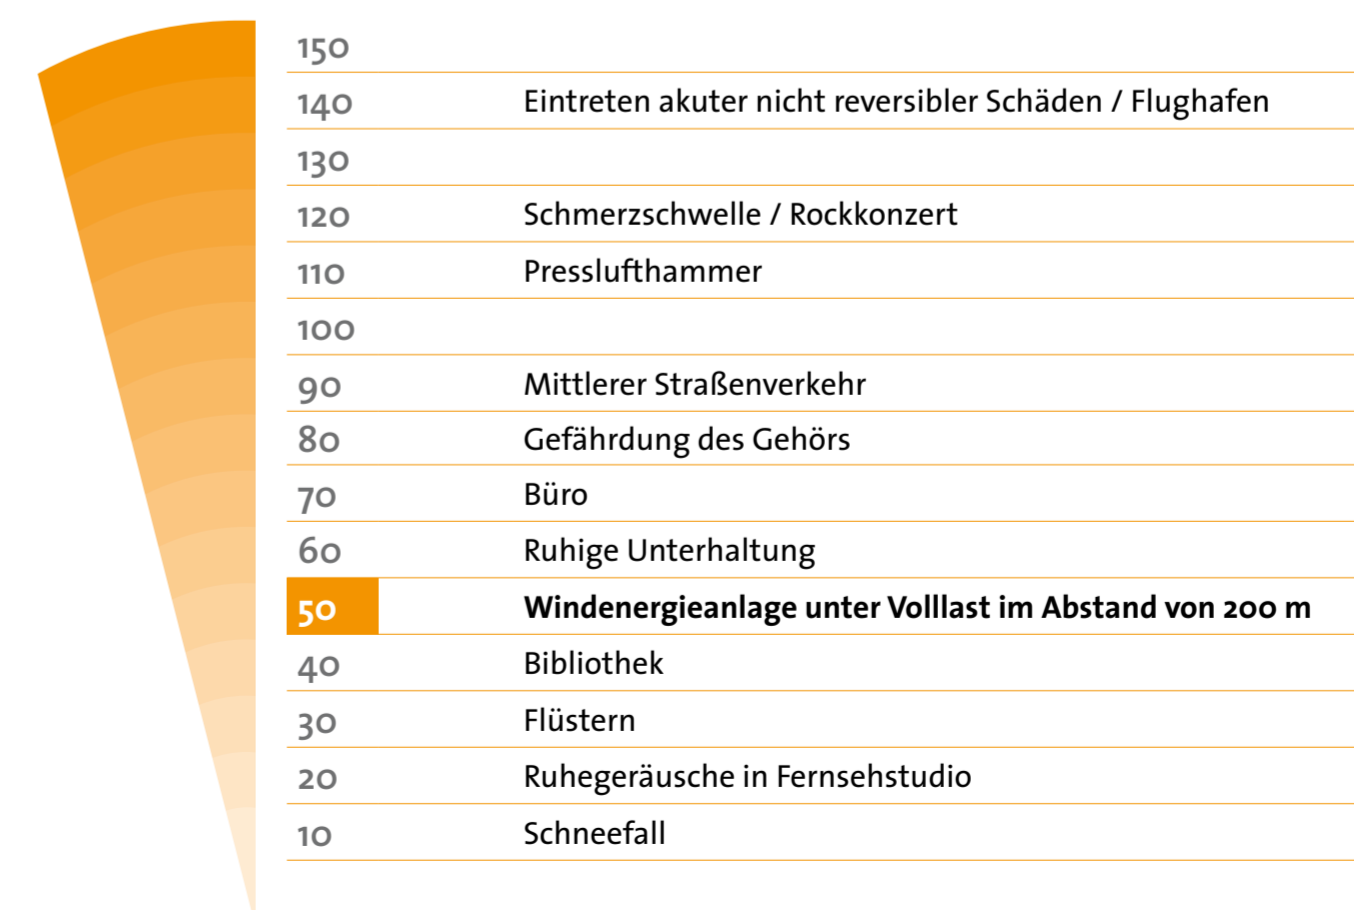 150
140 Eintreten akuter nicht reversibler Schäden / Flughafen
130
120 Schmerzschwelle / Rockkonzert
110 Presslufthammer
100
90 Mittlerer Straßenverkehr
80 Gefährdung des Gehörs
70 Büro
60 Ruhige Unterhaltung
50 Windenergieanlage unter Volllast im Abstand von 200 m
40 Bibliothek
30 Flüstern
20 Ruhegeräusche in Fernsehstudio
10 Schneefall